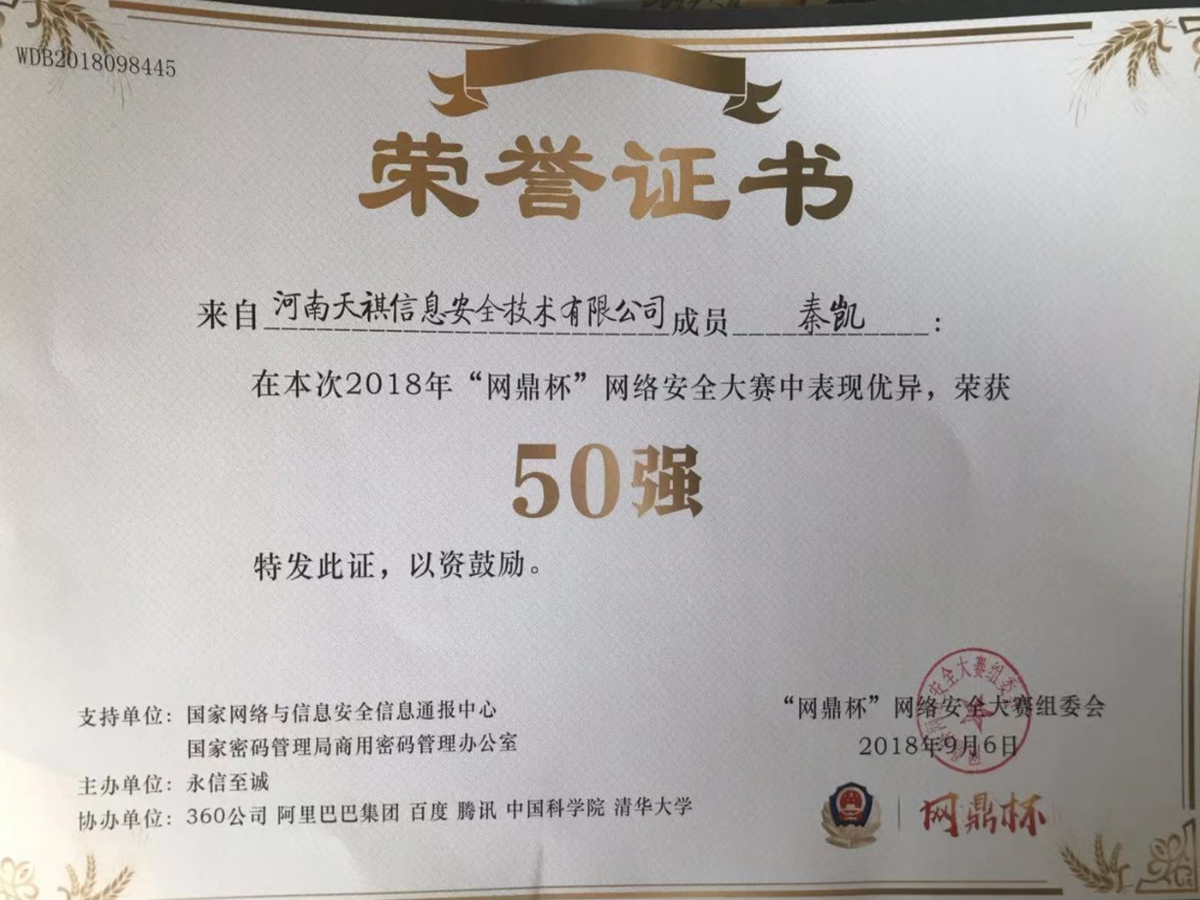 WDB2018098445
荣誉证书
来自河南天祺信息安全技术有限公司成员 秦凯 :
在本次2018年“网鼎杯”网络安全大赛中表现优异，荣获
50强
特发此证，以资鼓励。
支持单位：国家网络与信息安全信息通报中心
国家密码管理局商用密码管理办公室
主办单位：永信至诚
协办单位：360公司 阿里巴巴集团 百度 腾讯 中国科学院 清华大学
“网鼎杯”网络安全大赛组委会
2018年9月6日
网鼎杯